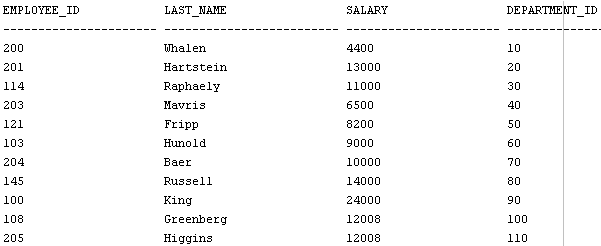 EMPLOYEE_ID LAST_NAME SALARY DEPARTMENT_ID
---------------------- ------------------------- ---------------------- -------------
200 Whalen 4400 10
201 Hartstein 13000 20
114 Raphaely 11000 30
203 Mavris 6500 40
121 Fripp 8200 50
103 Hunold 9000 60
204 Baer 10000 70
145 Russell 14000 80
100 King 24000 90
108 Greenberg 12008 100
205 Higgins 12008 110